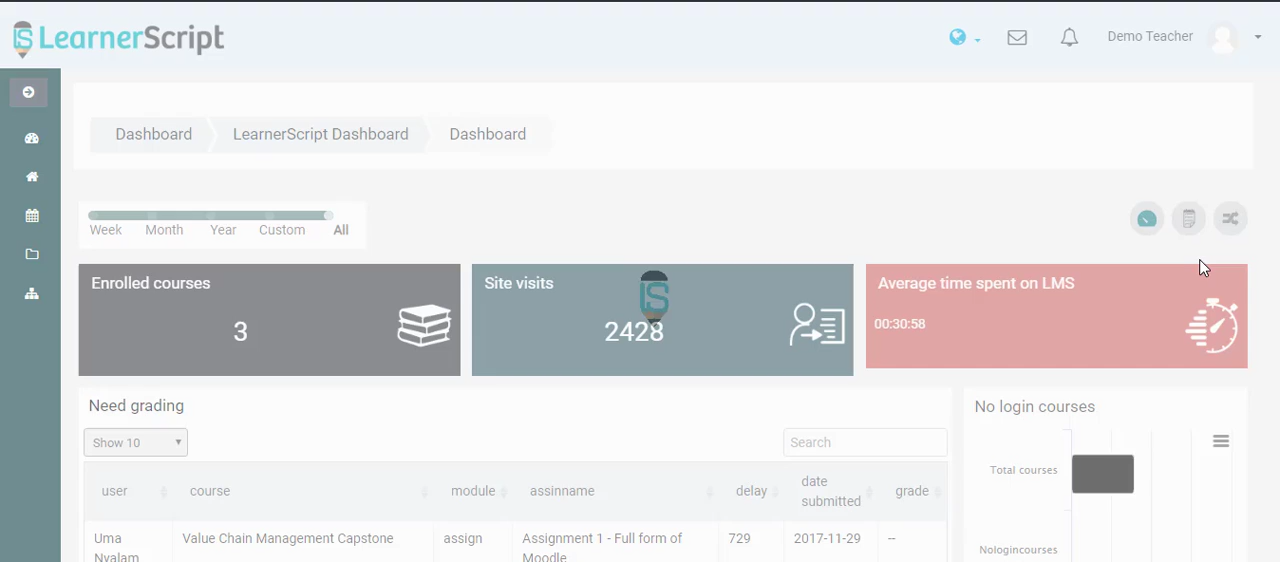 LearnerScript
Demo Teacher
Dashboard LearnerScript Dashboard Dashboard
Week Month Year Custom All
Enrolled courses
3
Site visits
2428
Average time spent on LMS
00:30:58
Need grading
Show 10
Search
user course module assinname delay date submitted grade
Uma Nyalam Value Chain Management Capstone assign Assignment 1 - Full form of Moodle 729 2017-11-29 --
No login courses
Total courses
Nologincourses